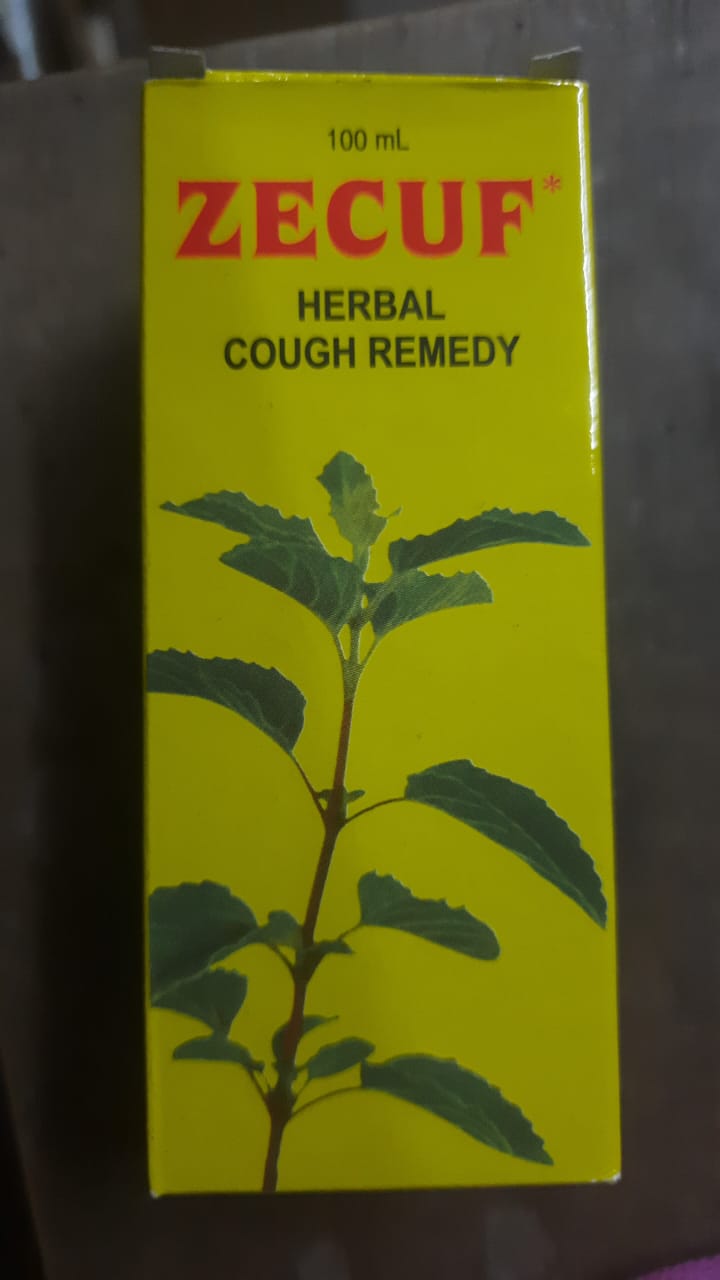 100 mL
ZECUF*
HERBAL
COUGH REMEDY